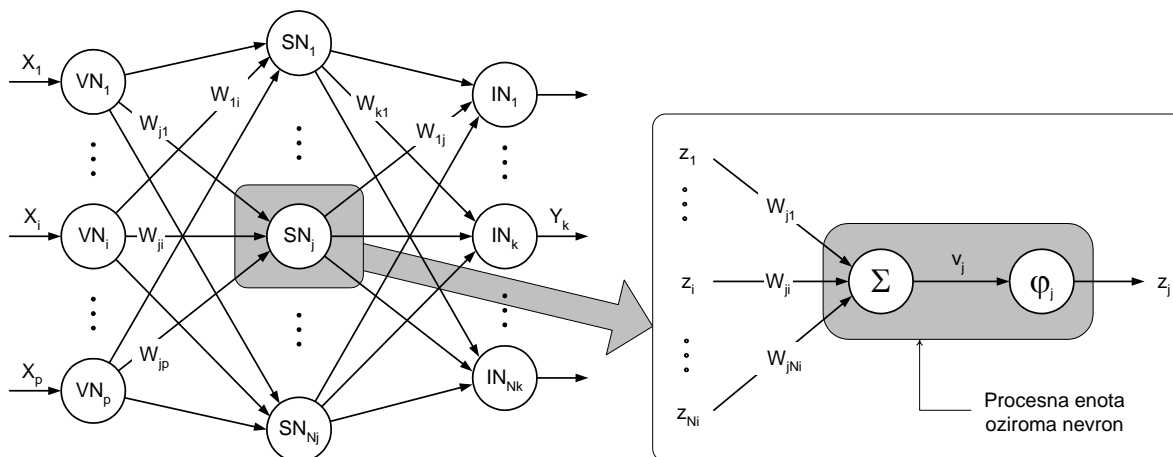 X1
VN1
W1i
Wj1
SN1
Wk1
W1j
IN1
Xi
VNi
Wji
SNj
INk
Yk
Xp
VNp
Wjp
SNNj
INNk
z1
Wj1
zi
Wji
Σ
vj
φj
zj
WjNi
zNi
Procesna enota
oziroma nevron